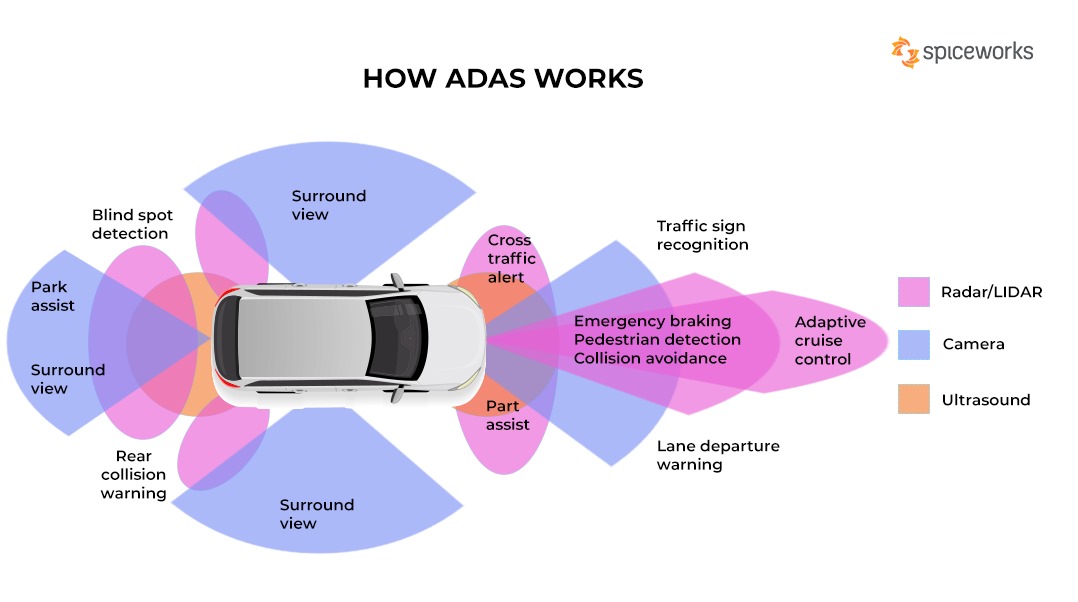 spiceworks
HOW ADAS WORKS
Surround
view
Blind spot
detection
Cross
traffic
alert
Traffic sign
recognition
Park
assist
Radar/LIDAR
Emergency braking
Pedestrian detection
Collision avoidance
Adaptive
cruise
control
Camera
Surround
view
Ultrasound
Part
assist
Rear
collision
warning
Lane departure
warning
Surround
view